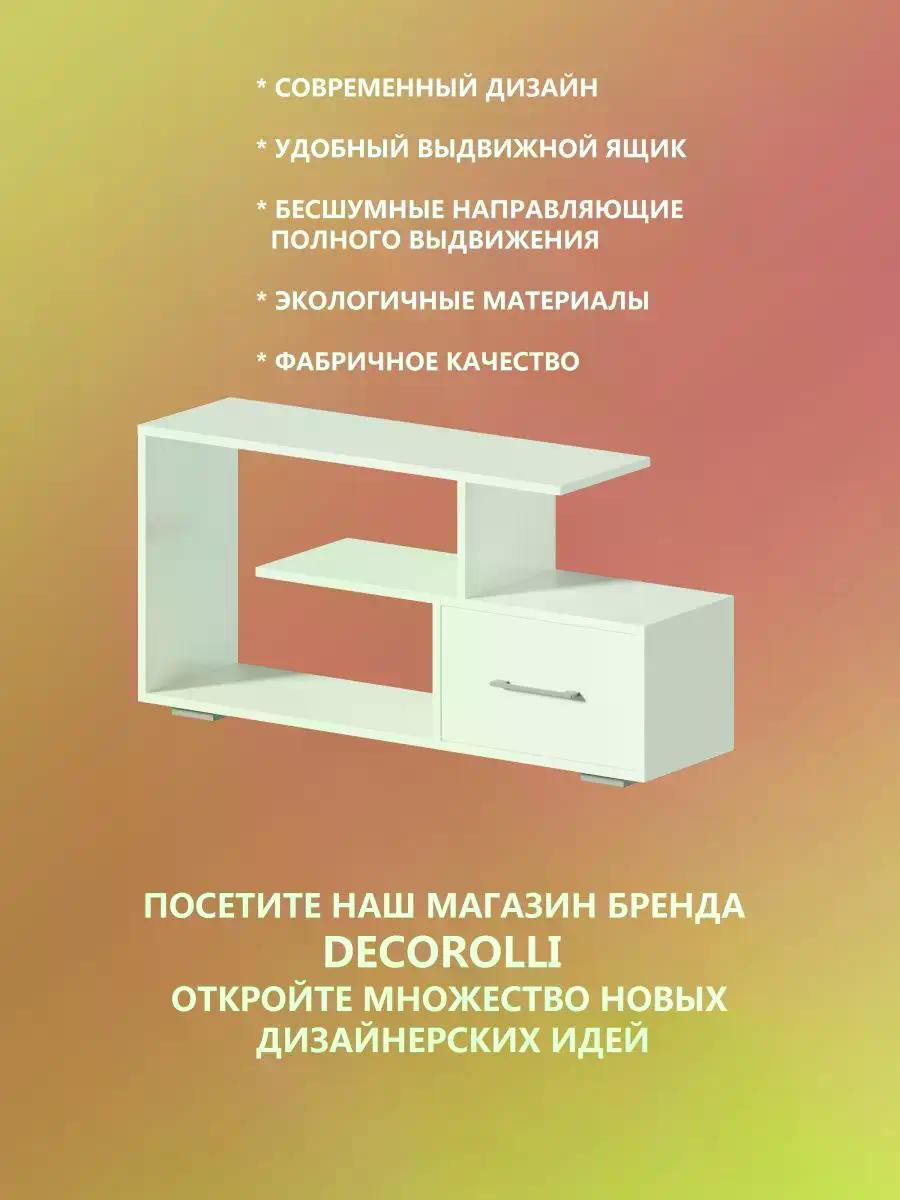 * СОВРЕМЕННЫЙ ДИЗАЙН
* УДОБНЫЙ ВЫДВИЖНОЙ ЯЩИК
* БЕСШУМНЫЕ НАПРАВЛЯЮЩИЕ
ПОЛНОГО ВЫДВИЖЕНИЯ
* ЭКОЛОГИЧНЫЕ МАТЕРИАЛЫ
* ФАБРИЧНОЕ КАЧЕСТВО
ПОСЕТИТЕ НАШ МАГАЗИН БРЕНДА
DECOROLLI
ОТКРОЙТЕ МНОЖЕСТВО НОВЫХ
ДИЗАЙНЕРСКИХ ИДЕЙ